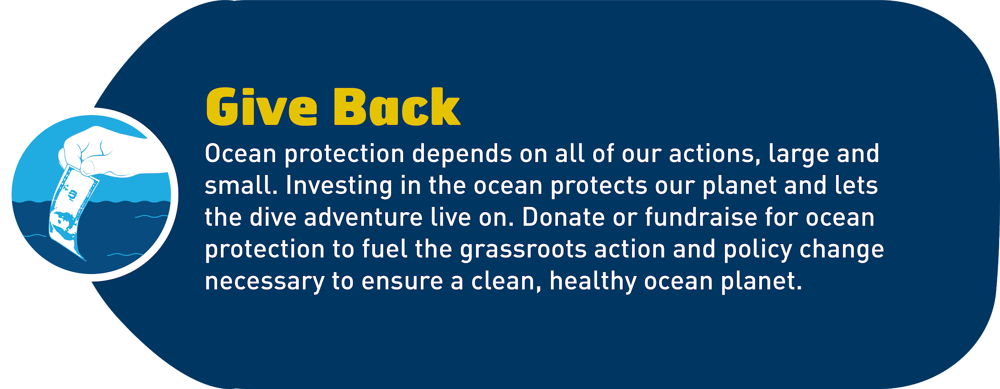 Give Back
Ocean protection depends on all of our actions, large and
small. Investing in the ocean protects our planet and lets
the dive adventure live on. Donate or fundraise for ocean
protection to fuel the grassroots action and policy change
necessary to ensure a clean, healthy ocean planet.